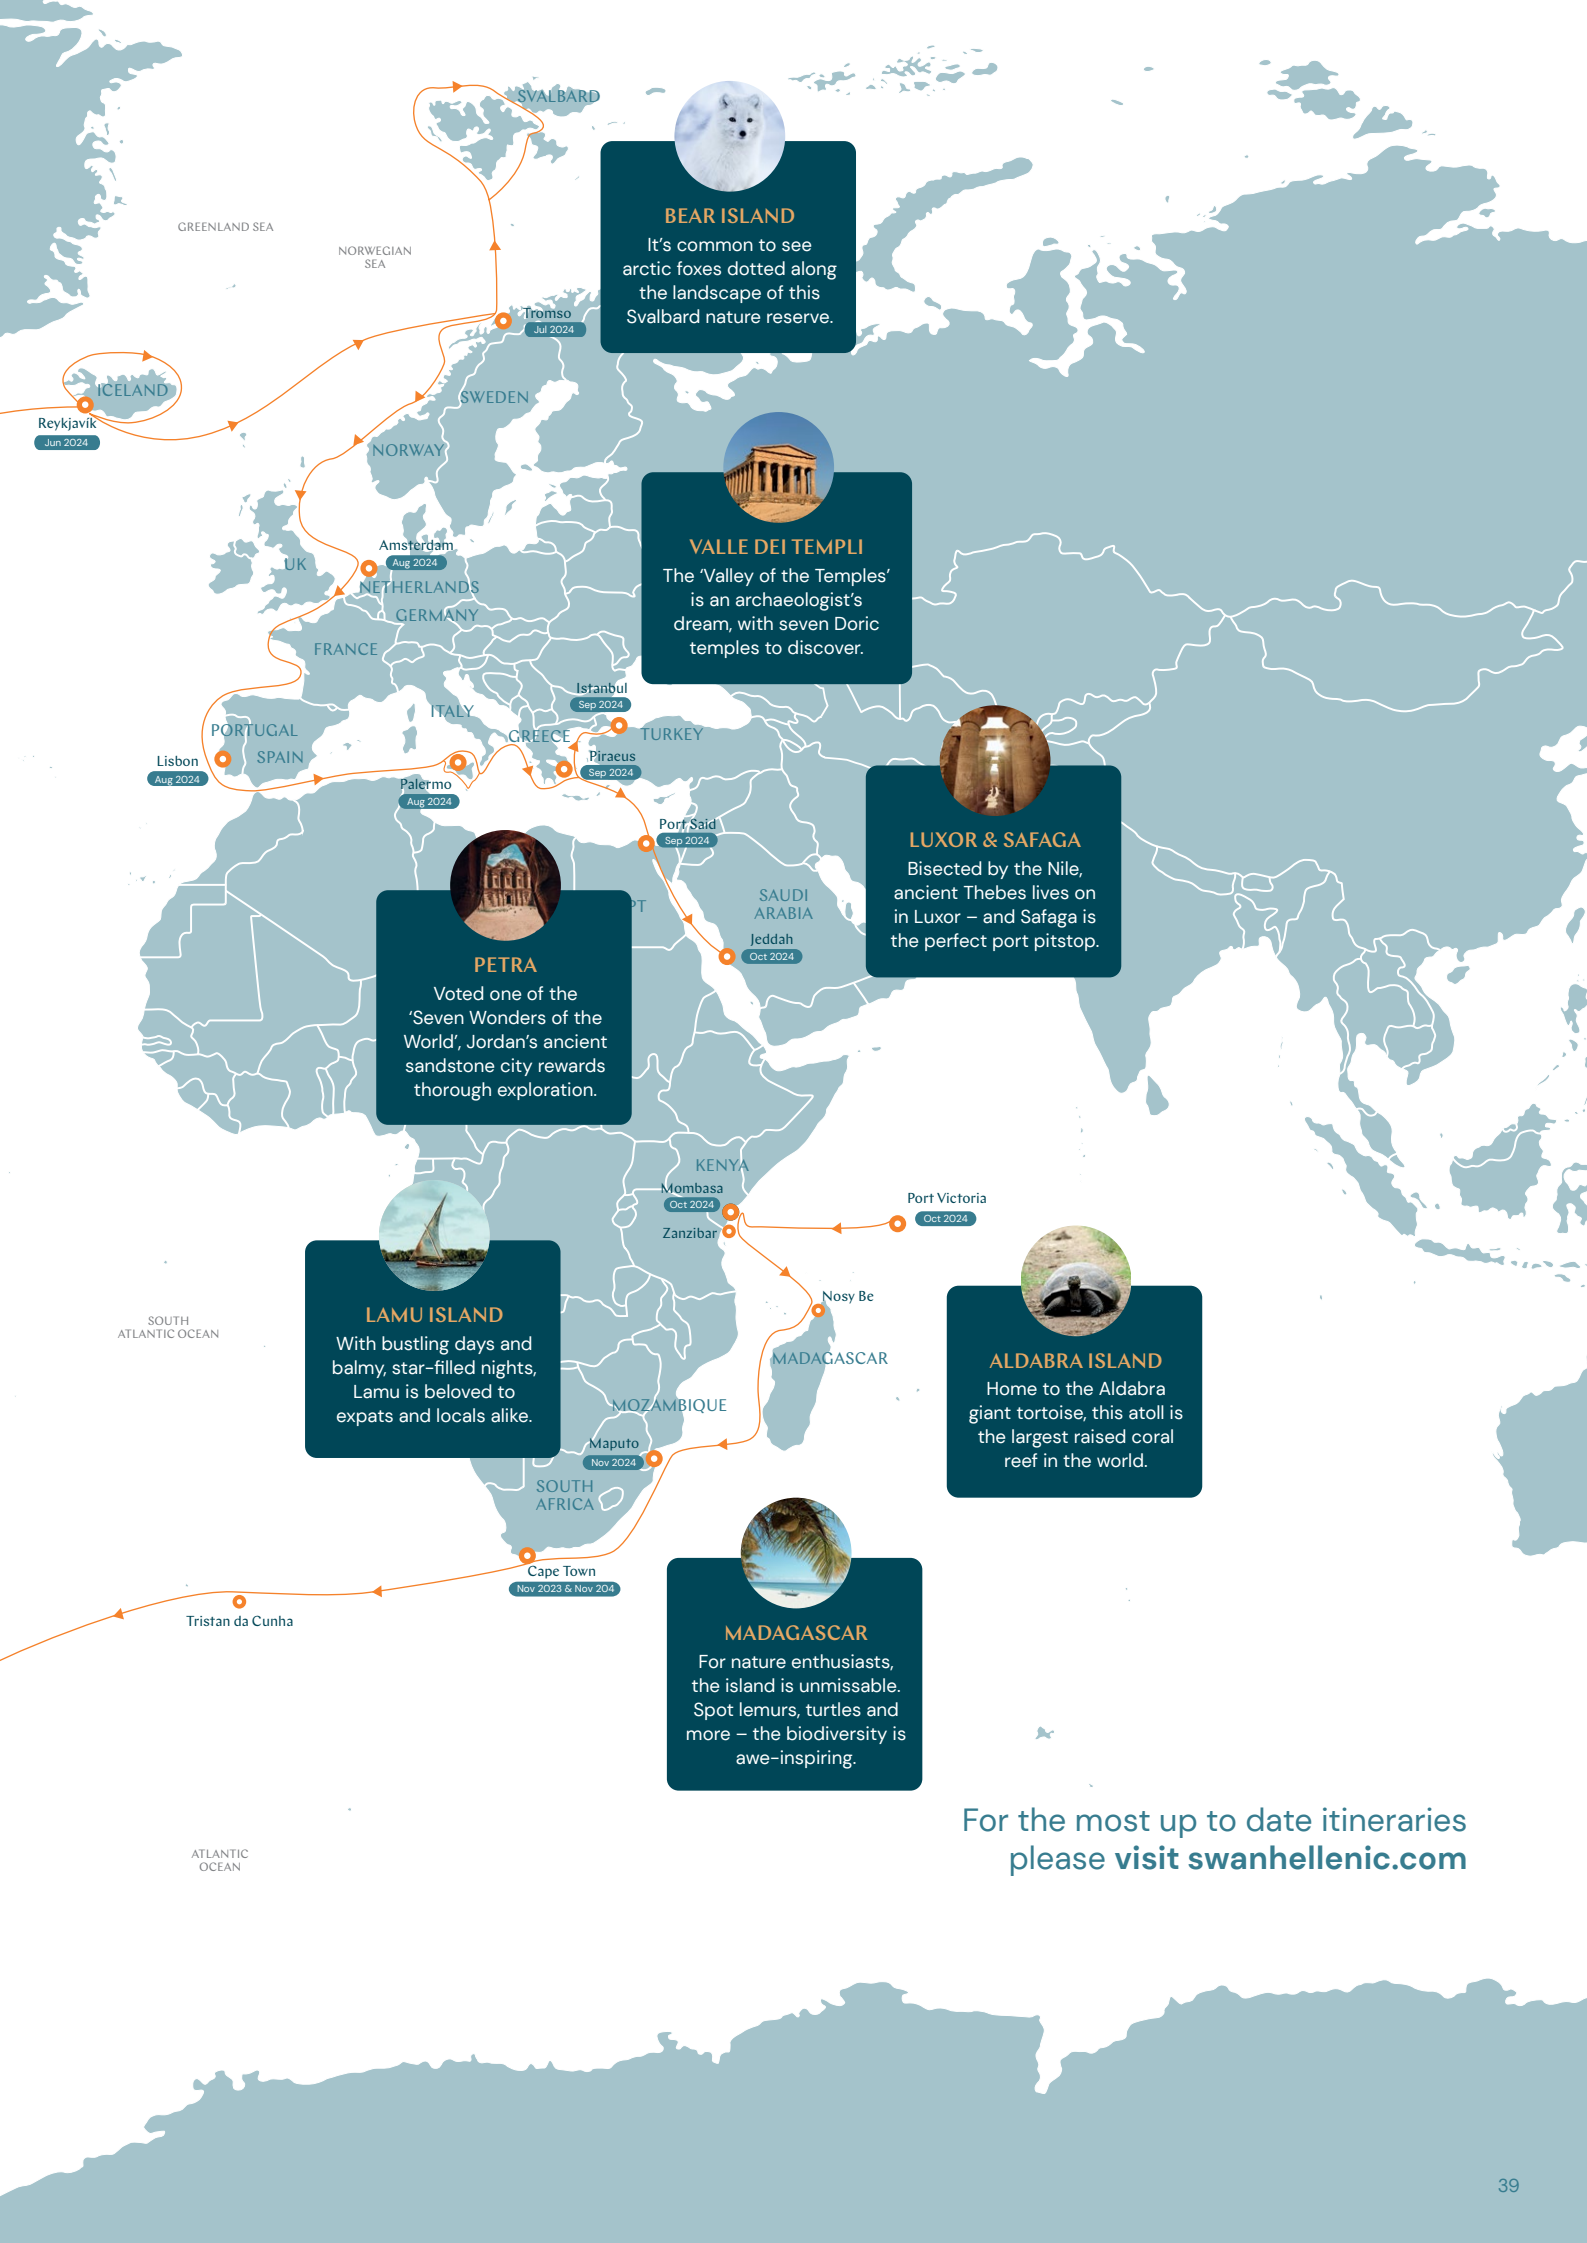 SVALBARD
BEAR ISLAND
It's common to see
arctic foxes dotted along
the landscape of this
Svalbard nature reserve.
GREENLAND SEA
NORWEGIAN
SEA
Tromso
Jul 2024
ICELAND
Reykjavík
Jun 2024
SWEDEN
NORWAY
VALLE DEI TEMPLI
The ‘Valley of the Temples’
is an archaeologist’s
dream, with seven Doric
temples to discover.
Amsterdam
Aug 2024
UK
NETHERLANDS
GERMANY
FRANCE
Istanbul
Sep 2024
ITALY
PORTUGAL
SPAIN
GREECE
TURKEY
Lisbon
Aug 2024
Piraeus
Sep 2024
Palermo
Aug 2024
Port Said
Sep 2024
LUXOR & SAFAGA
Bisected by the Nile,
ancient Thebes lives on
in Luxor – and Safaga is
the perfect port pitstop.
SAUDI
ARABIA
PT
Jeddah
Oct 2024
PETRA
Voted one of the
‘Seven Wonders of the
World’, Jordan’s ancient
sandstone city rewards
thorough exploration.
KENYA
Mombasa
Oct 2024
Zanzibar
Port Victoria
Oct 2024
LAMU ISLAND
With bustling days and
balmy, star-filled nights,
Lamu is beloved to
expats and locals alike.
Nosy Be
MADAGASCAR
SOUTH
ATLANTIC OCEAN
ALDABRA ISLAND
Home to the Aldabra
giant tortoise, this atoll is
the largest raised coral
reef in the world.
MOZAMBIQUE
Maputo
Nov 2024
SOUTH
AFRICA
Cape Town
Nov 2023 & Nov 204
Tristan da Cunha
MADAGASCAR
For nature enthusiasts,
the island is unmissable.
Spot lemurs, turtles and
more – the biodiversity is
awe-inspiring.
For the most up to date itineraries
please visit swanhellenic.com
ATLANTIC
OCEAN
39